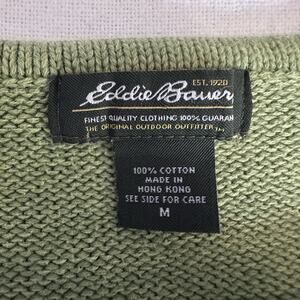 EST. 1920
Eddie Bauer
FINEST QUALITY CLOTHING 100% GUARAN
THE ORIGINAL OUTDOOR OUTFITTER TM
100% COTTON
MADE IN
HONG KONG
SEE SIDE FOR CARE
M